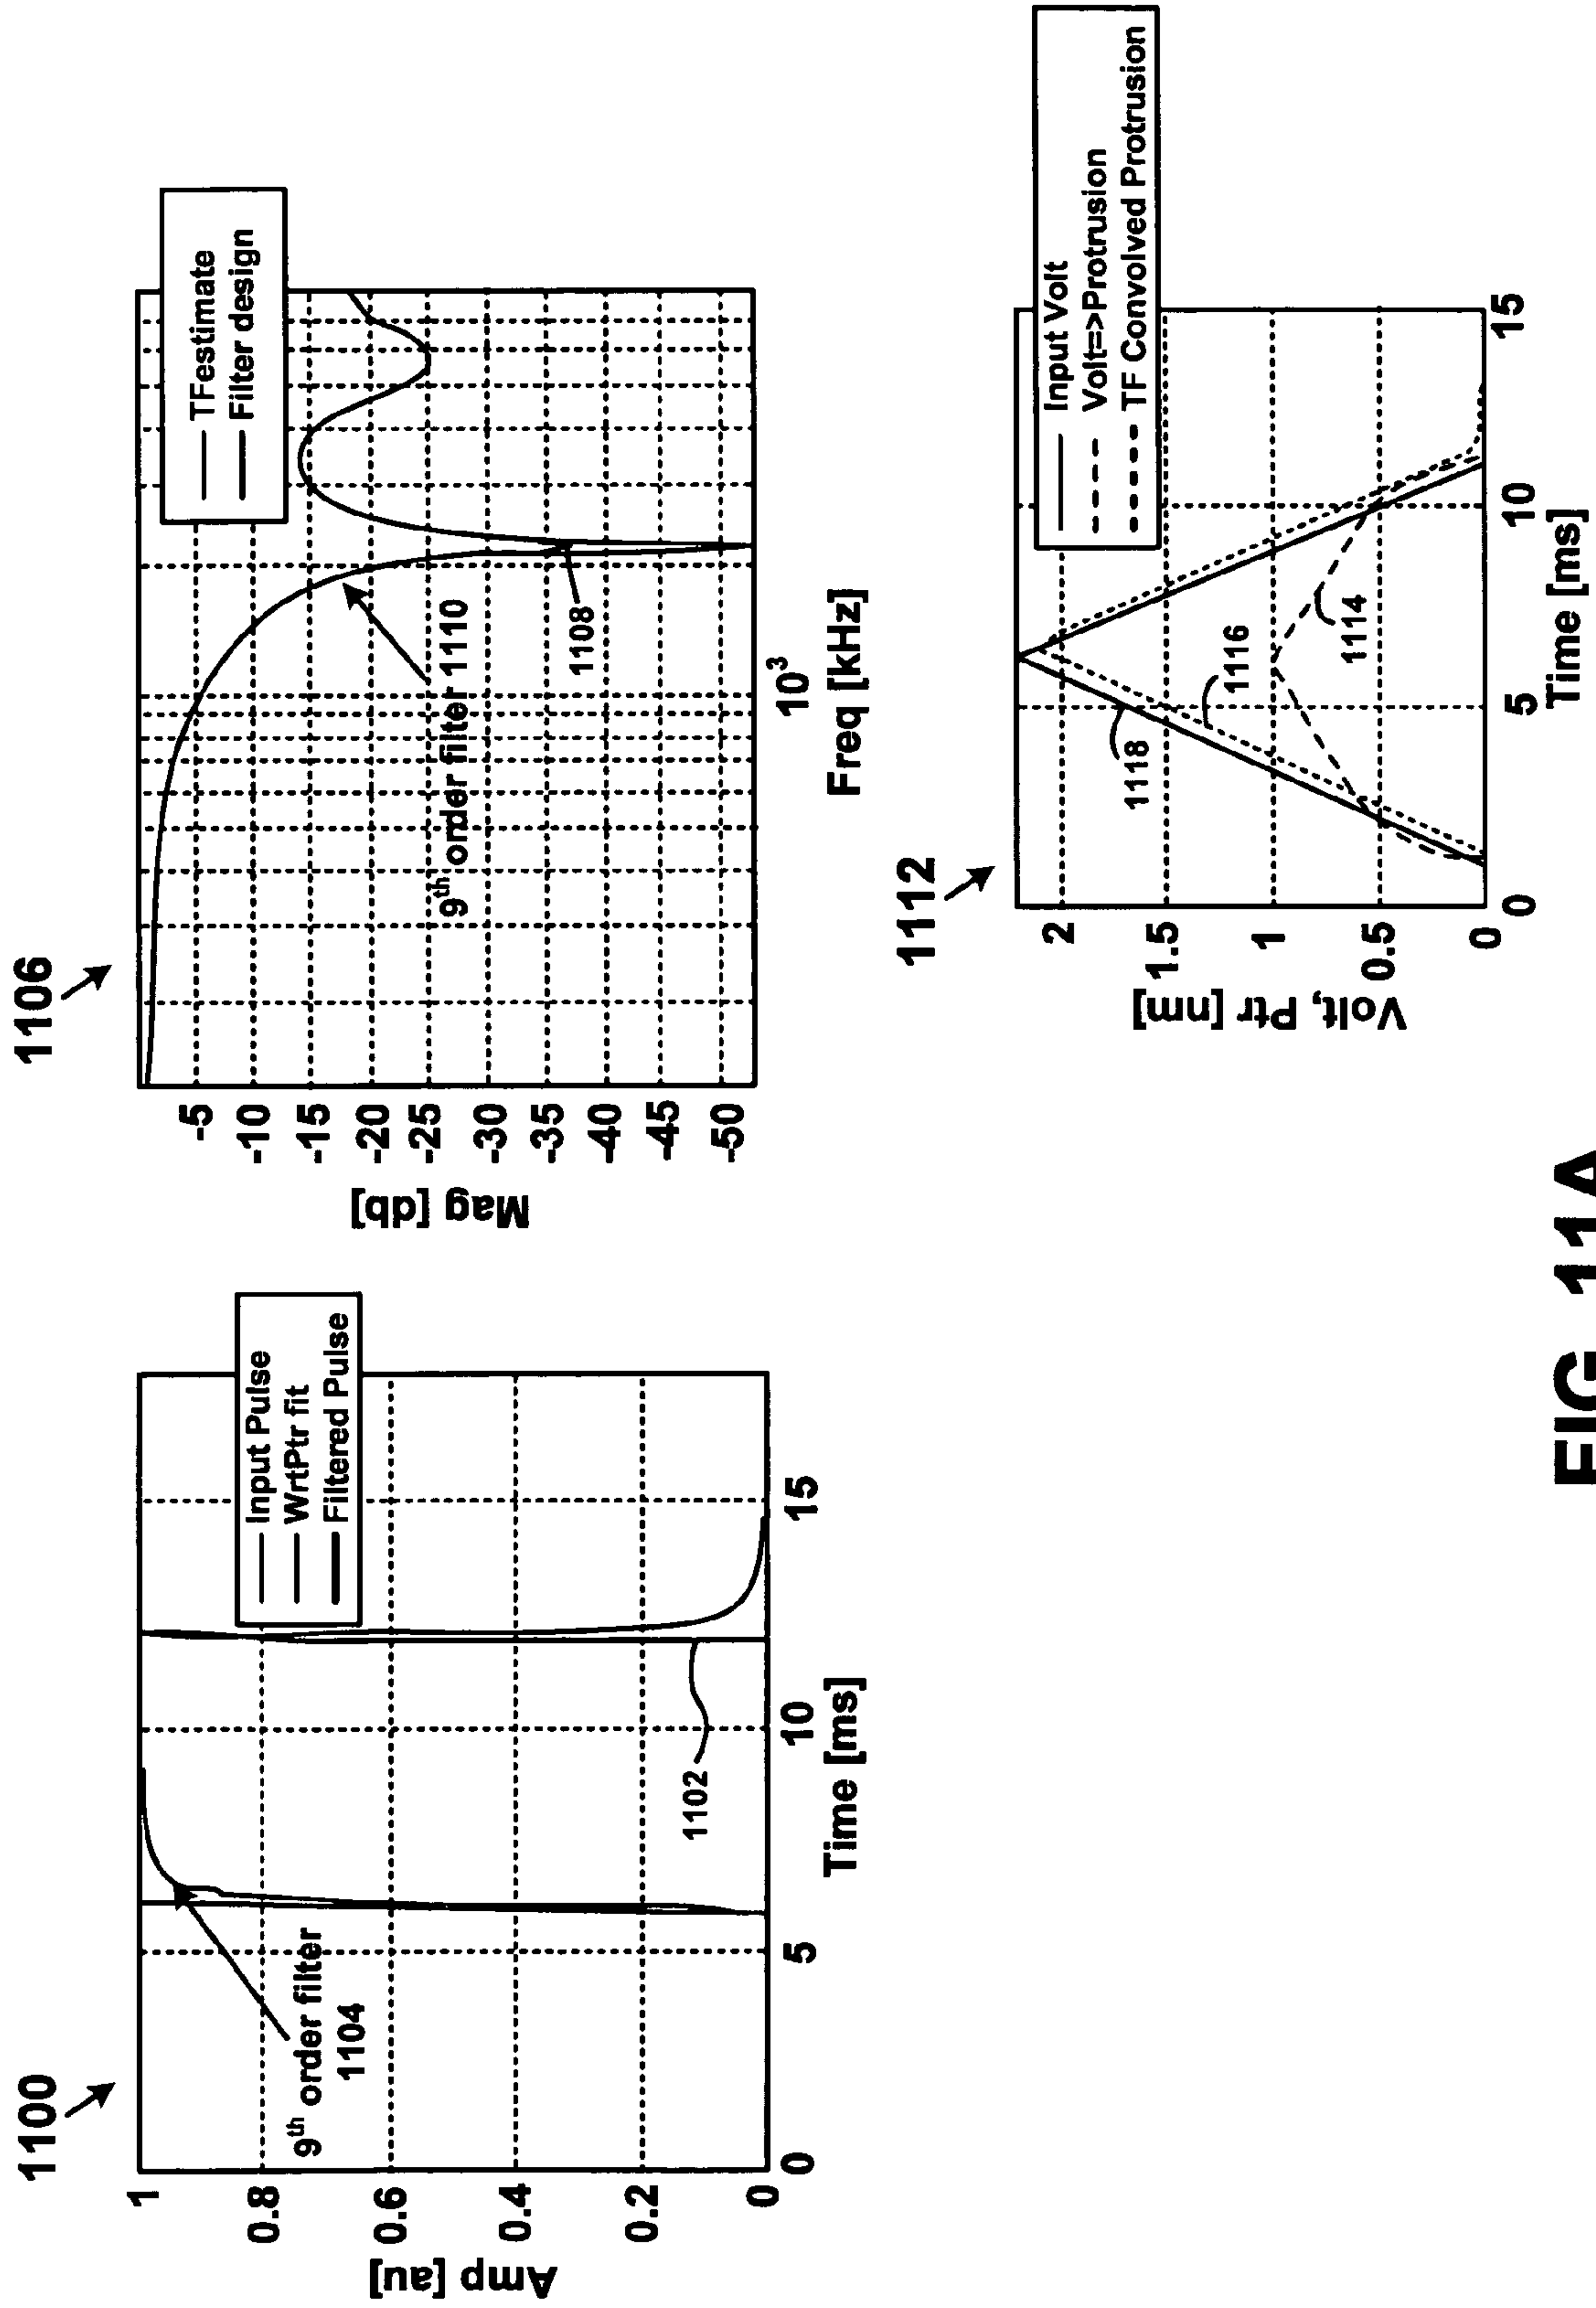 1100
Amp [au]
1
0.8
0.6
0.4
0.2
0
9th order filter
1104
Input Pulse
WrtPtr fit
Filtered Pulse
1102
0
5
10
15
Time [ms]
1106
Mag [db]
-5
-10
-15
-20
-25
-30
-35
-40
-45
-50
TFestimate
Filter design
9th order filter 1110
1108
103
Freq [kHz]
1112
Volt, Ptr [nm]
2
1.5
1
0.5
0
Input Volt
Volt=>Protrusion
TF Convolved Protrusion
1118
1116
1114
0
5
10
15
Time [ms]
FIG. 11A